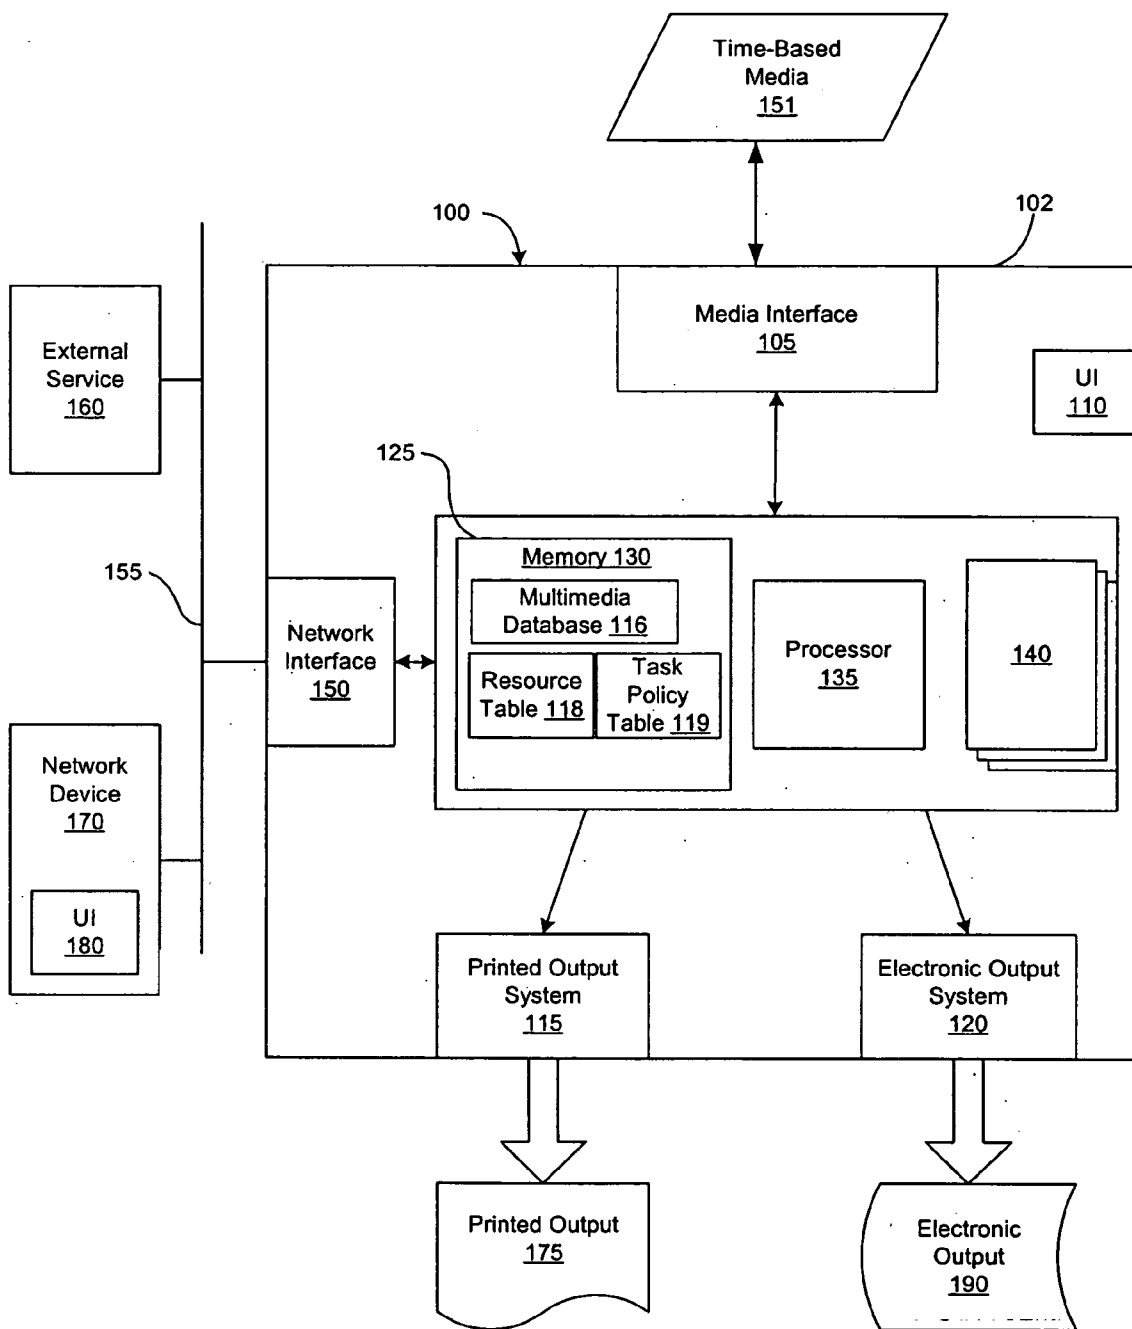 Time-Based
Media
151
100
102
Media Interface
105
External
Service
160
UI
110
125
Memory 130
Multimedia
Database 116
Resource
Table 118
Task
Policy
Table 119
Processor
135
140
155
Network
Interface
150
Network
Device
170
UI
180
Printed Output
System
115
Electronic Output
System
120
Printed Output
175
Electronic
Output
190